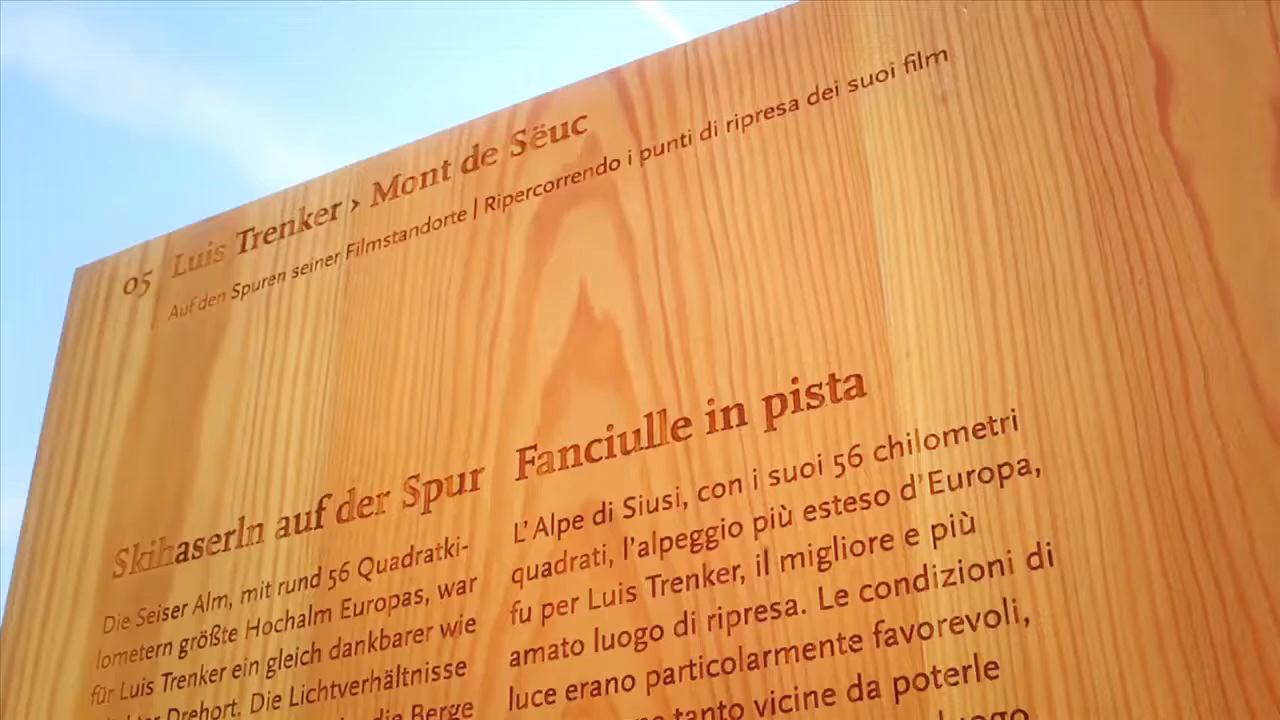 05 Luis Trenker › Mont de Sëuc
Auf den Spuren seiner Filmstandorte | Ripercorrendo i punti di ripresa dei suoi film
Skihaserln auf der Spur
Die Seiser Alm, mit rund 56 Quadratki-
lometern größte Hochalm Europas, war
für Luis Trenker ein gleich dankbarer wie
Drehort. Die Lichtverhältnisse
die Berge
Fanciulle in pista
L'Alpe di Siusi, con i suoi 56 chilometri
quadrati, l'alpeggio più esteso d'Europa,
fu per Luis Trenker, il migliore e più
amato luogo di ripresa. Le condizioni di
luce erano particolarmente favorevoli,
tanto vicine da poterle